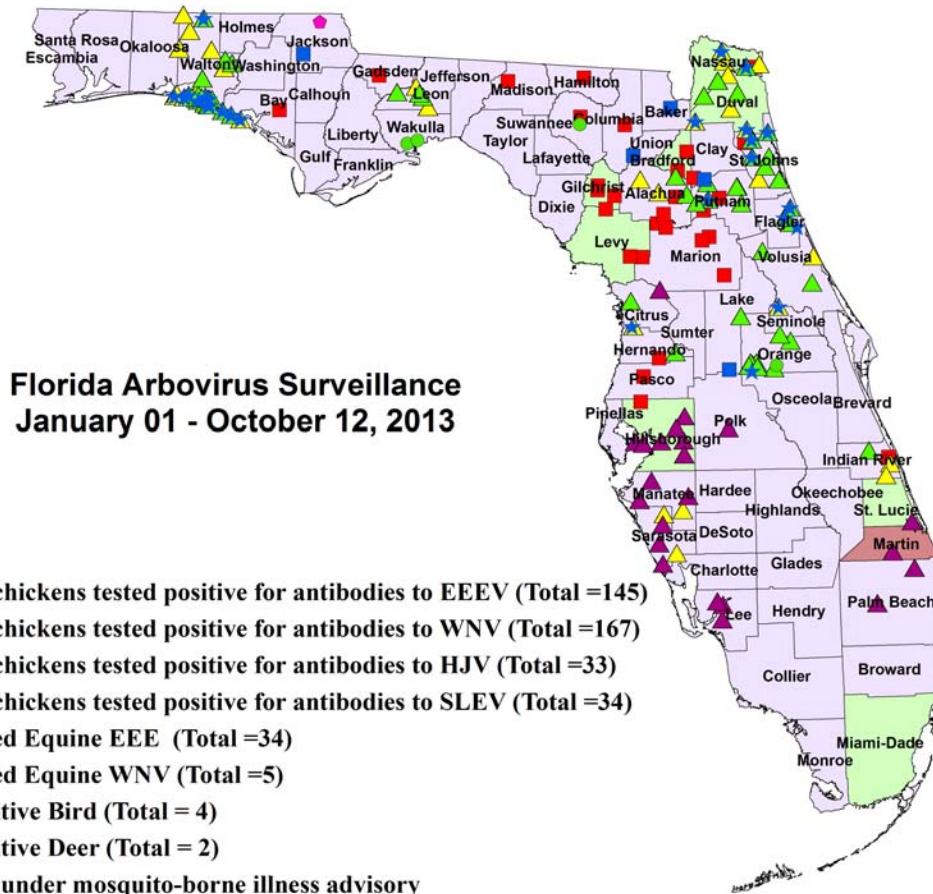 Holmes
Santa Rosa
Okaloosa
Jackson
Escambia
Walton
Washington
Nassau
Gadsden
Jefferson
Hamilton
Madison
Leon
Bay
Calhoun
Baker
Duval
Suwannee
Columbia
Liberty
Wakulla
Taylor
Union
Clay
Gulf
Lafayette
Bradford
St. Johns
Franklin
Gilchrist
Alachua
Putnam
Dixie
Flagler
Levy
Marion
Volusia
Lake
Citrus
Seminole
Sumter
Hernando
Orange
Florida Arbovirus Surveillance
January 01 - October 12, 2013
Pasco
Osceola
Brevard
Pinellas
Polk
Hillsborough
Indian River
Manatee
Hardee
Okeechobee
Highlands
St. Lucie
Sarasota
DeSoto
Martin
Charlotte
Glades
Lee
Hendry
Palm Beach
Collier
Broward
Miami-Dade
Monroe
chickens tested positive for antibodies to EEEV (Total =145)
chickens tested positive for antibodies to WNV (Total =167)
chickens tested positive for antibodies to HJV (Total =33)
chickens tested positive for antibodies to SLEV (Total =34)
ed Equine EEE (Total =34)
ed Equine WNV (Total =5)
tive Bird (Total = 4)
tive Deer (Total = 2)
under mosquito-borne illness advisory